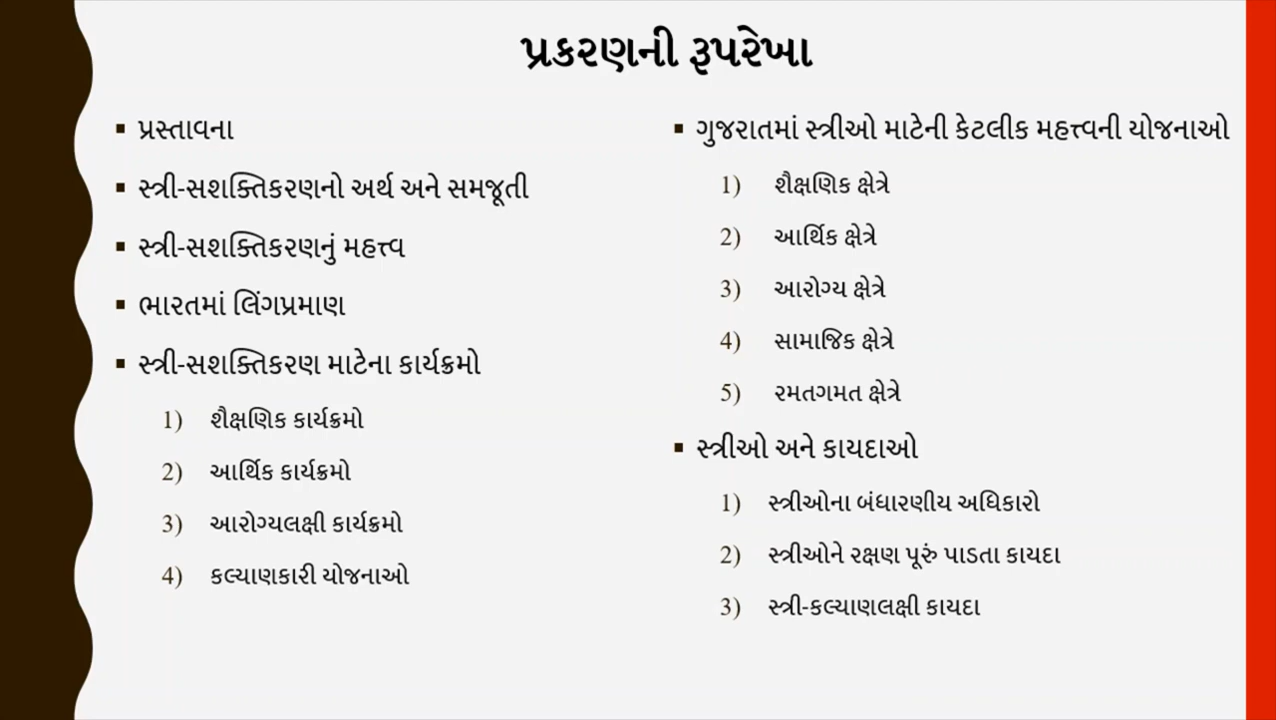 પ્રકરણની રૂપરેખા
▪ પ્રસ્તાવના
▪ સ્ત્રી-સશક્તિકરણનો અર્થ અને સમજૂતી
▪ સ્ત્રી-સશક્તિકરણનું મહત્ત્વ
▪ ભારતમાં લિંગપ્રમાણ
▪ સ્ત્રી-સશક્તિકરણ માટેના કાર્યક્રમો
1) શૈક્ષણિક કાર્યક્રમો
2) આર્થિક કાર્યક્રમો
3) આરોગ્યલક્ષી કાર્યક્રમો
4) કલ્યાણકારી યોજનાઓ
▪ ગુજરાતમાં સ્ત્રીઓ માટેની કેટલીક મહત્ત્વની યોજનાઓ
1) શૈક્ષણિક ક્ષેત્રે
2) આર્થિક ક્ષેત્રે
3) આરોગ્ય ક્ષેત્રે
4) સામાજિક ક્ષેત્રે
5) રમતગમત ક્ષેત્રે
▪ સ્ત્રીઓ અને કાયદાઓ
1) સ્ત્રીઓના બંધારણીય અધિકારો
2) સ્ત્રીઓને રક્ષણ પૂરું પાડતા કાયદા
3) સ્ત્રી-કલ્યાણલક્ષી કાયદા